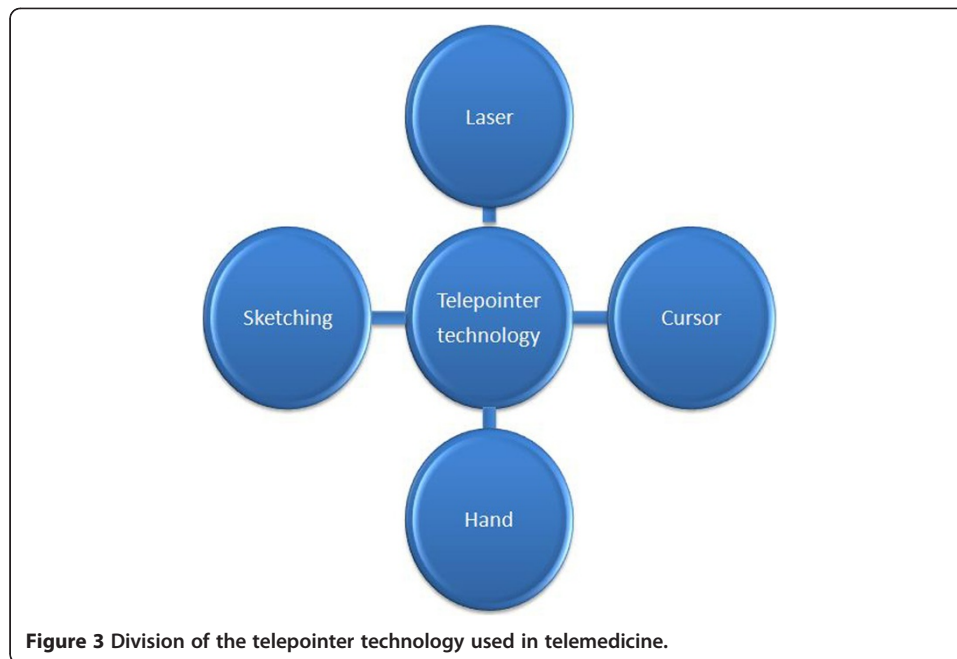 Laser
Sketching
Telepointer
technology
Cursor
Hand
Figure 3 Division of the telepointer technology used in telemedicine.